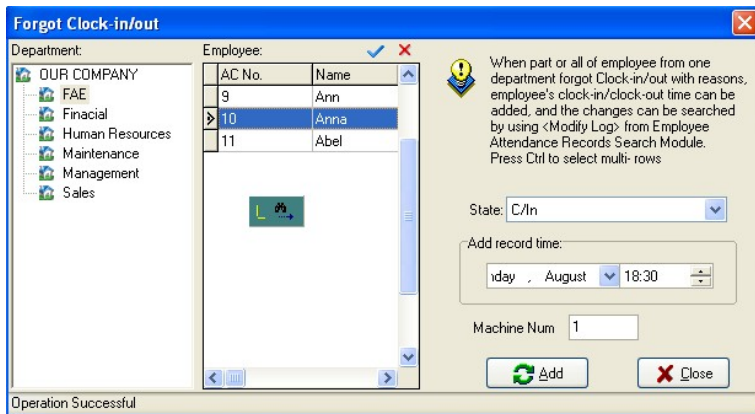 Forgot Clock-in/out
Department:
OUR COMPANY
FAE
Finacial
Human Resources
Maintenance
Management
Sales
Employee:
AC No. Name
9 Ann
10 Anna
11 Abel
When part or all of employee from one
department forgot Clock-in/out with reasons,
employee's clock-in/clock-out time can be
added, and the changes can be searched
by using <Modify Log> from Employee
Attendance Records Search Module.
Press Ctrl to select multi- rows
State: C/In
Add record time:
day , August 18:30
Machine Num 1
Add Close
Operation Successful